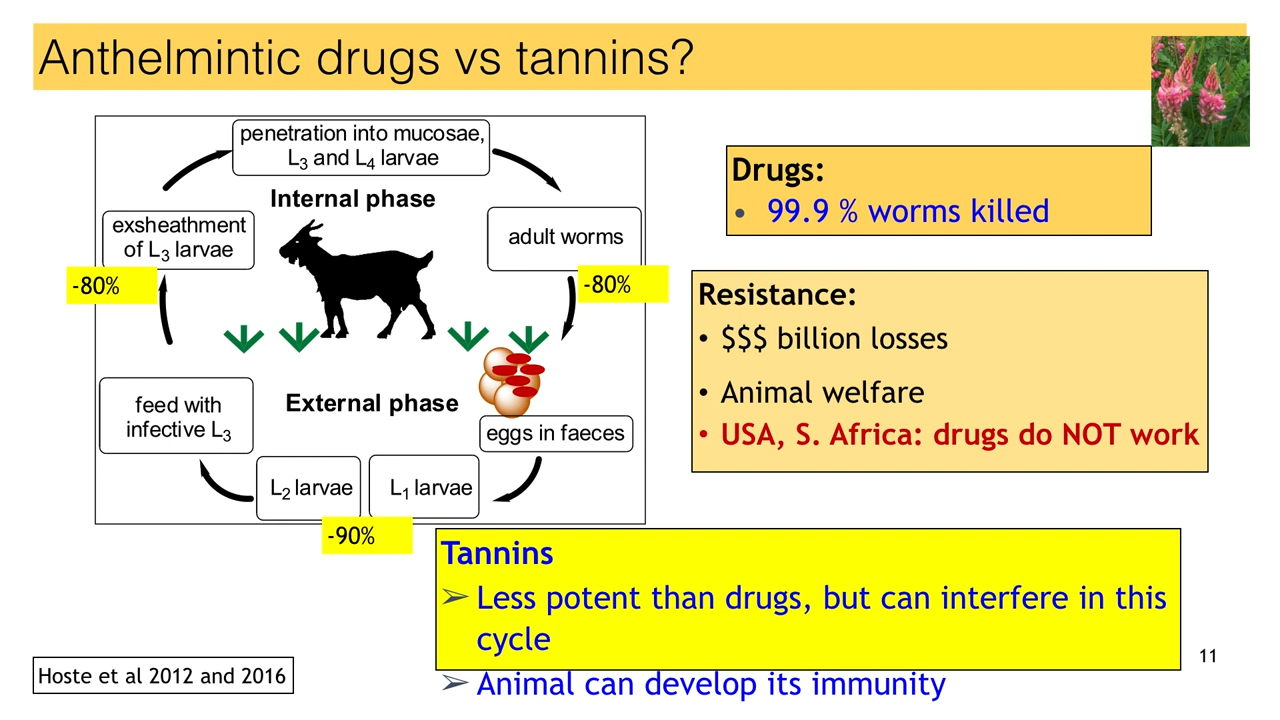 Anthelmintic drugs vs tannins?
penetration into mucosae,
L3 and L4 larvae
Internal phase
exsheathment
of L3 larvae
adult worms
-80%
-80%
External phase
feed with
infective L3
eggs in faeces
L2 larvae
L1 larvae
-90%
Drugs:
• 99.9 % worms killed
Resistance:
• $$$ billion losses
• Animal welfare
• USA, S. Africa: drugs do NOT work
Tannins
➢ Less potent than drugs, but can interfere in this
cycle
➢ Animal can develop its immunity
Hoste et al 2012 and 2016
11